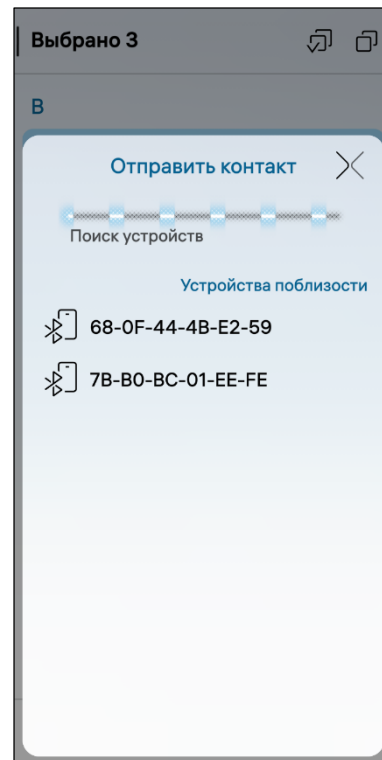 Выбрано 3
В
Отправить контакт
Поиск устройств
Устройства поблизости
68-0F-44-4B-E2-59
7B-B0-BC-01-EE-FE